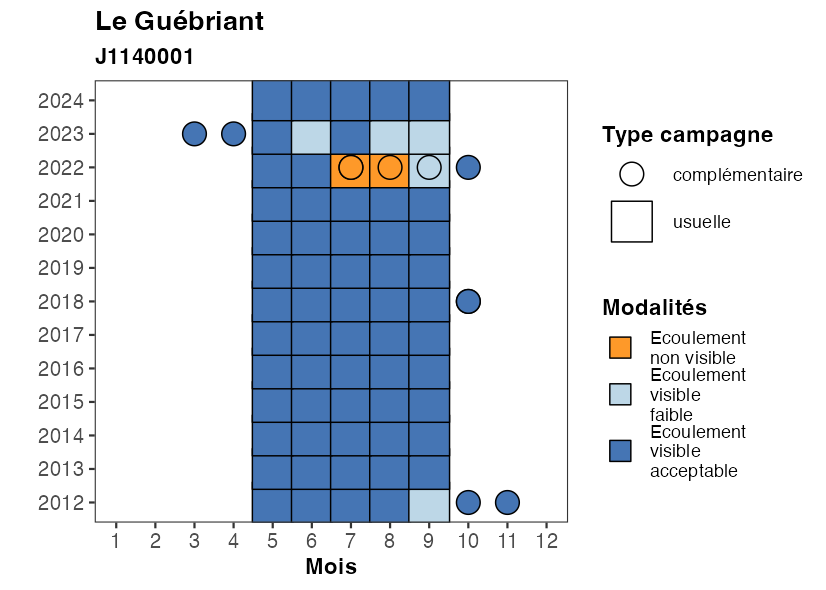 Le Guébriant
J1140001
2024
2023
2022
2021
2020
2019
2018
2017
2016
2015
2014
2013
2012
1 2 3 4 5 6 7 8 9 10 11 12
Mois
Type campagne
complémentaire
usuelle
Modalités
Ecoulement
non visible
Ecoulement
visible
faible
Ecoulement
visible
acceptable